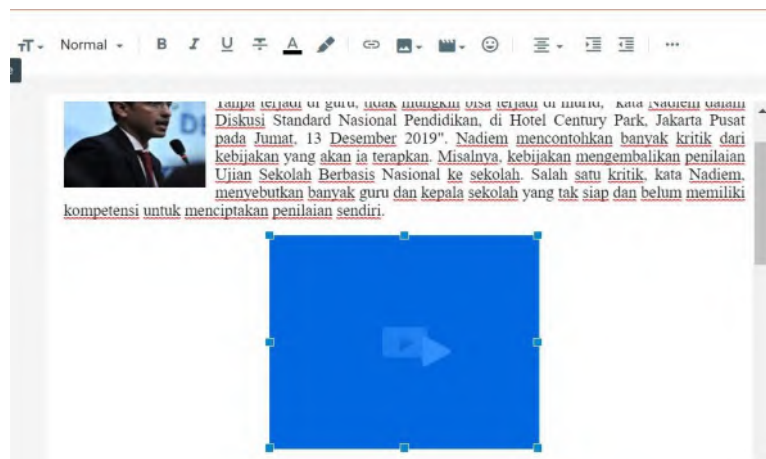 Normal
B I U T A
Tanpa terjadi di guru, tidak mungkin bisa terjadi di murid," kata Nadiem dalam
Diskusi Standard Nasional Pendidikan, di Hotel Century Park, Jakarta Pusat
pada Jumat, 13 Desember 2019". Nadiem mencontohkan banyak kritik dari
kebijakan yang akan ia terapkan. Misalnya, kebijakan mengembalikan penilaian
Ujian Sekolah Berbasis Nasional ke sekolah. Salah satu kritik, kata Nadiem,
menyebutkan banyak guru dan kepala sekolah yang tak siap dan belum memiliki
kompetensi untuk menciptakan penilaian sendiri.